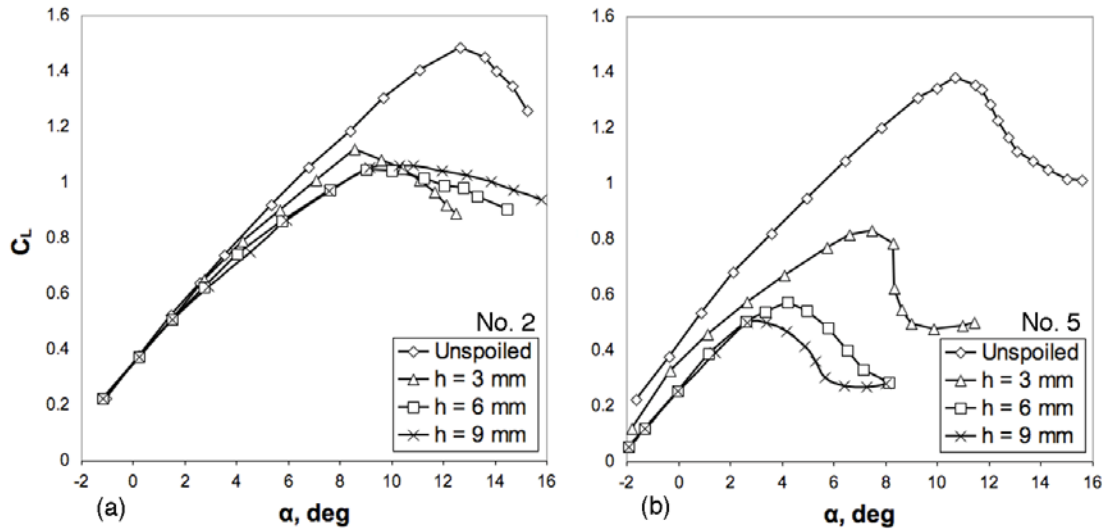 1.6
1.4
1.2
1
0.8
0.6
0.4
0.2
0
C_L
-2 0 2 4 6 8 10 12 14 16
α, deg
(a)
No. 2
Unspoiled
h = 3 mm
h = 6 mm
h = 9 mm
1.6
1.4
1.2
1
0.8
0.6
0.4
0.2
0
-2 0 2 4 6 8 10 12 14 16
α, deg
(b)
No. 5
Unspoiled
h = 3 mm
h = 6 mm
h = 9 mm